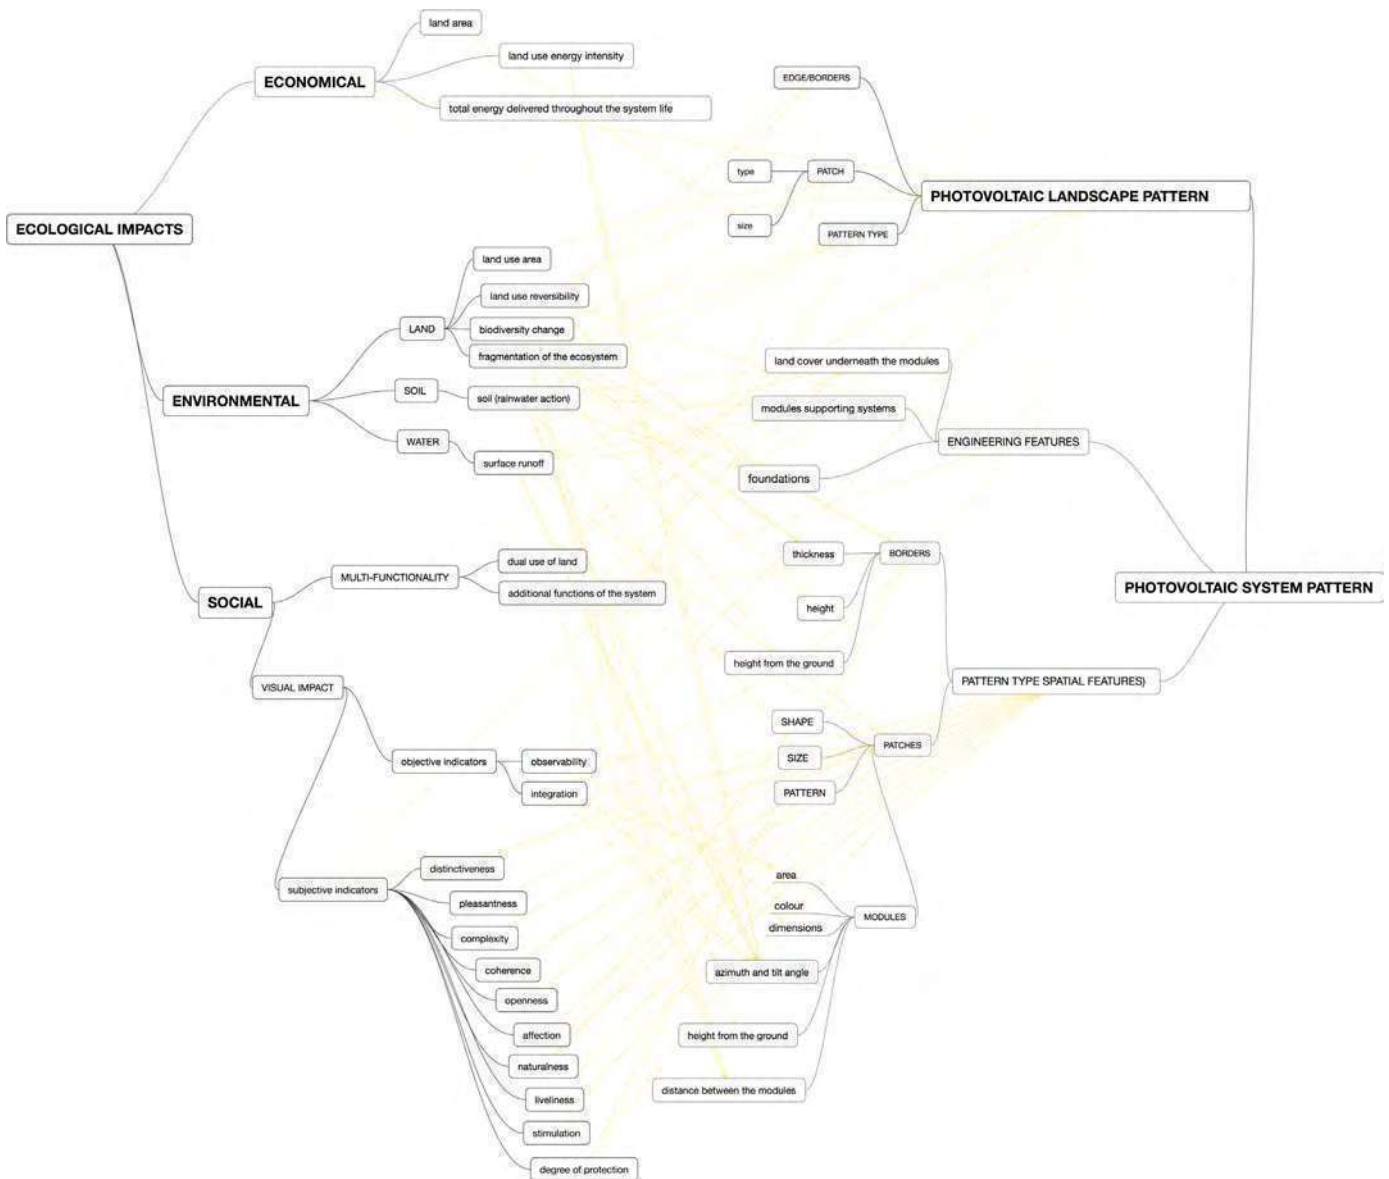 ECOLOGICAL IMPACTS
ECONOMICAL
land area
land use energy intensity
total energy delivered throughout the system life
ENVIRONMENTAL
LAND
land use area
land use reversibility
biodiversity change
fragmentation of the ecosystem
SOIL
soil (rainwater action)
WATER
surface runoff
SOCIAL
MULTI-FUNCTIONALITY
dual use of land
additional functions of the system
VISUAL IMPACT
objective indicators
observability
integration
subjective indicators
distinctiveness
pleasantness
complexity
coherence
openness
affection
naturalness
liveliness
stimulation
degree of protection
PHOTOVOLTAIC SYSTEM PATTERN
PHOTOVOLTAIC LANDSCAPE PATTERN
EDGE/BORDERS
PATCH
type
size
PATTERN TYPE
ENGINEERING FEATURES
land cover underneath the modules
modules supporting systems
foundations
PATTERN TYPE SPATIAL FEATURES)
BORDERS
thickness
height
height from the ground
PATCHES
SHAPE
SIZE
PATTERN
MODULES
area
colour
dimensions
azimuth and tilt angle
height from the ground
distance between the modules